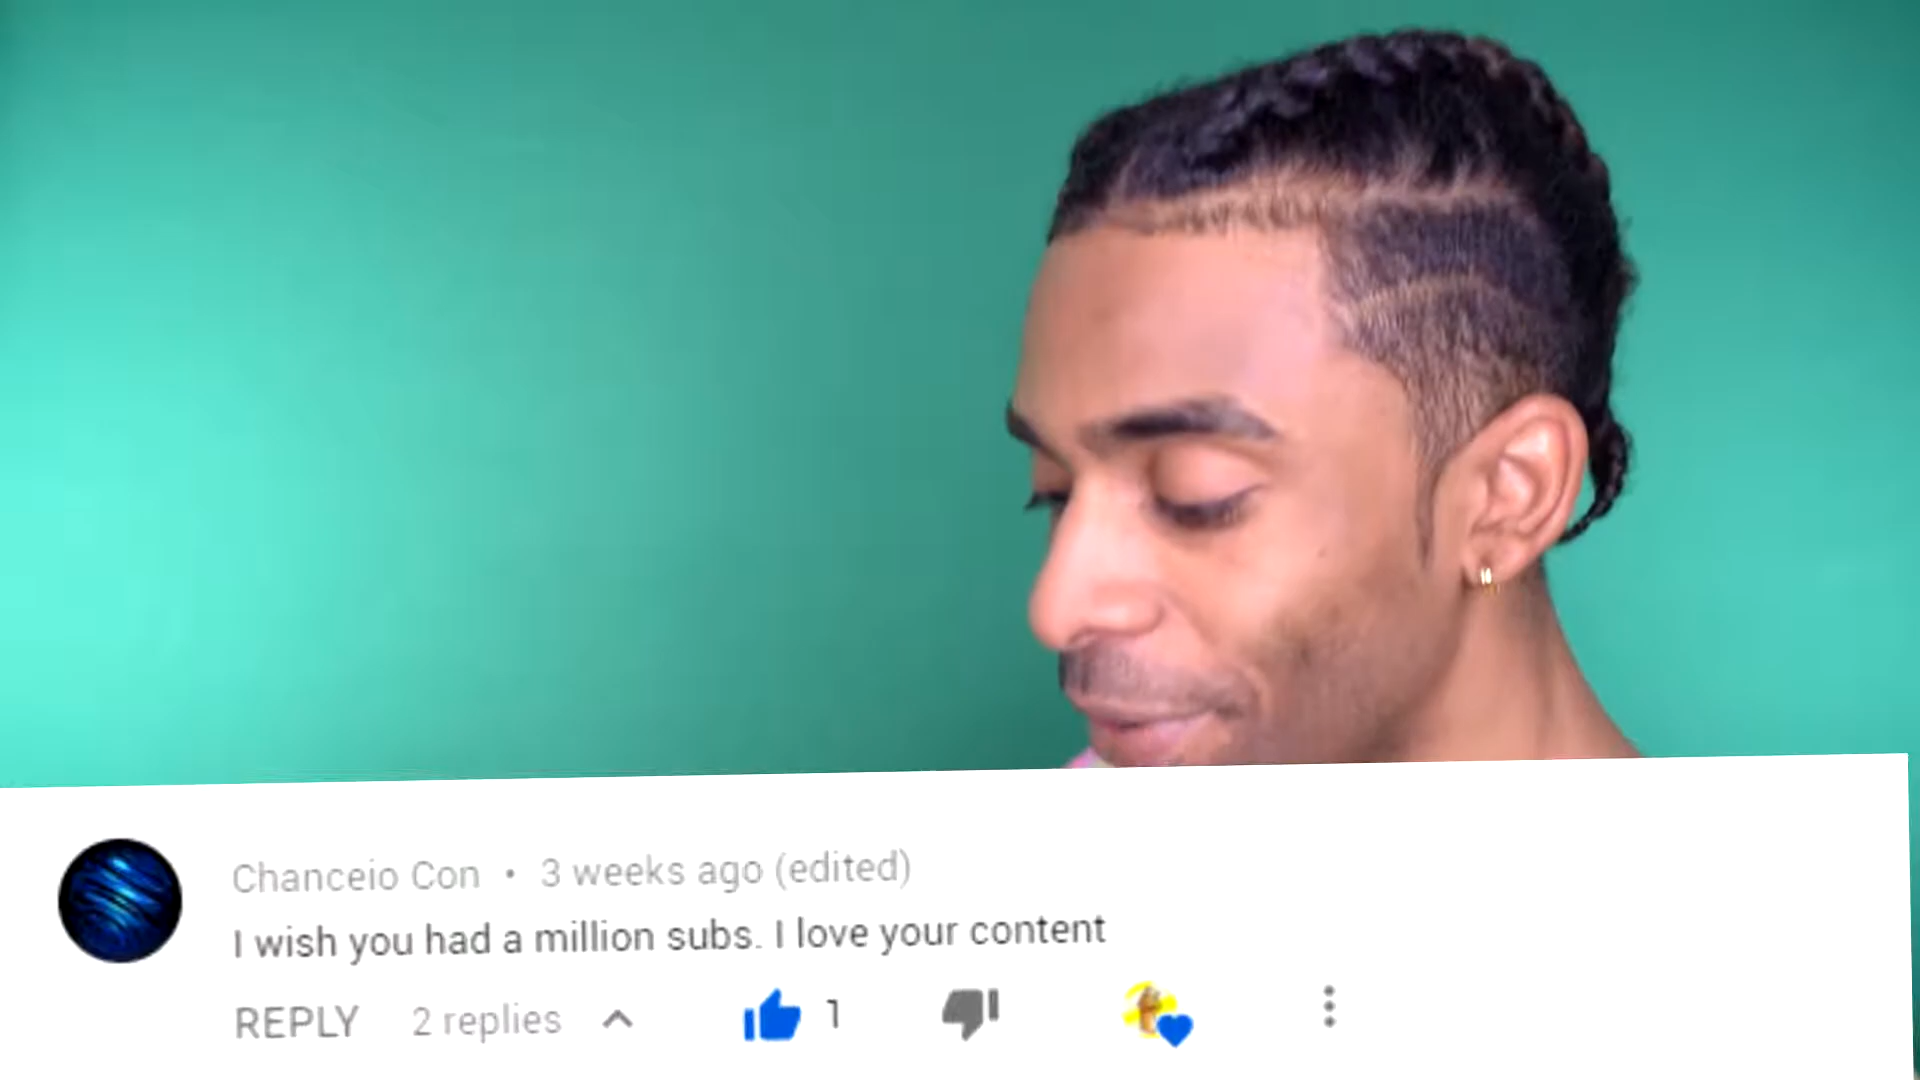 Chanceio Con • 3 weeks ago (edited)
I wish you had a million subs. I love your content
REPLY 2 replies 1